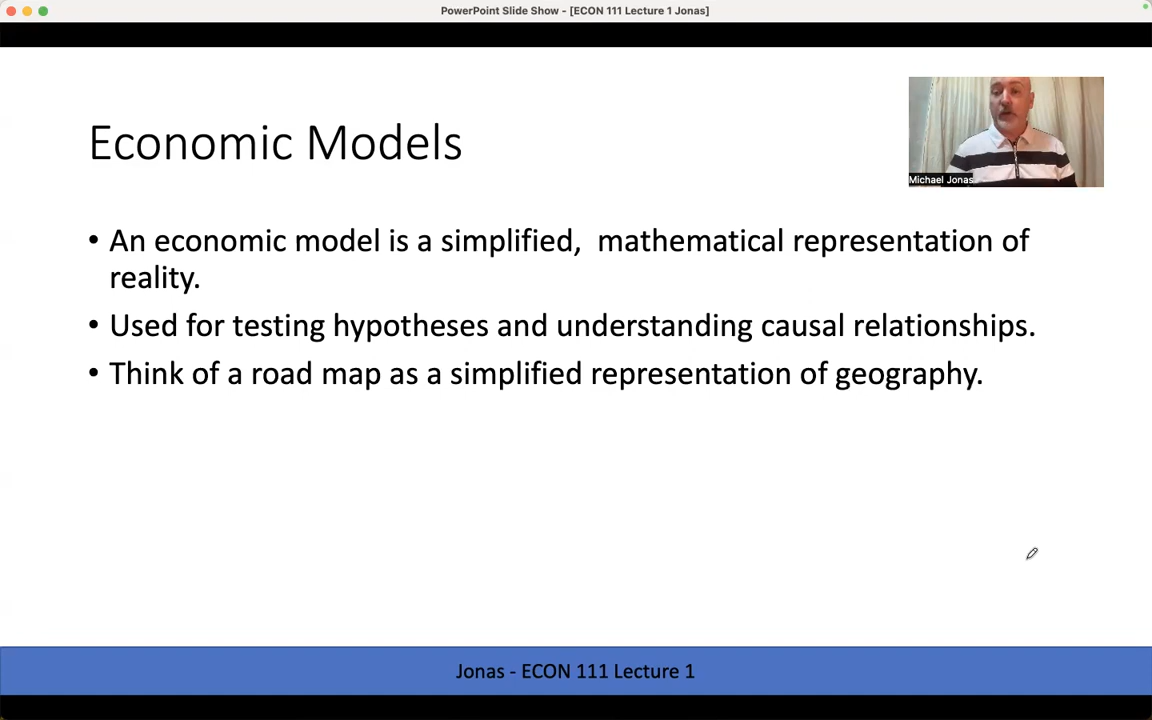 PowerPoint Slide Show - [ECON 111 Lecture 1 Jonas]
Economic Models
Michael Jonas
• An economic model is a simplified,  mathematical representation of
reality.
• Used for testing hypotheses and understanding causal relationships.
• Think of a road map as a simplified representation of geography.
Jonas - ECON 111 Lecture 1